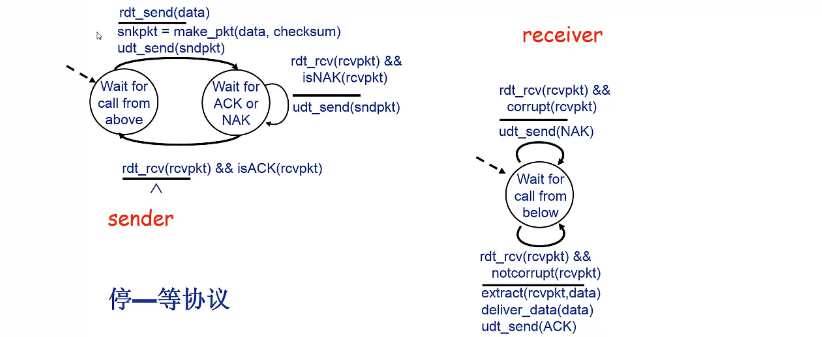 rdt_send(data)
snkpkt = make_pkt(data, checksum)
udt_send(sndpkt)
Wait for
call from
above
Wait for
ACK or
NAK
rdt_rcv(rcvpkt) &&
isNAK(rcvpkt)
udt_send(sndpkt)
rdt_rcv(rcvpkt) && isACK(rcvpkt)
Λ
sender
停—等协议
receiver
rdt_rcv(rcvpkt) &&
corrupt(rcvpkt)
udt_send(NAK)
Wait for
call from
below
rdt_rcv(rcvpkt) &&
notcorrupt(rcvpkt)
extract(rcvpkt,data)
deliver_data(data)
udt_send(ACK)